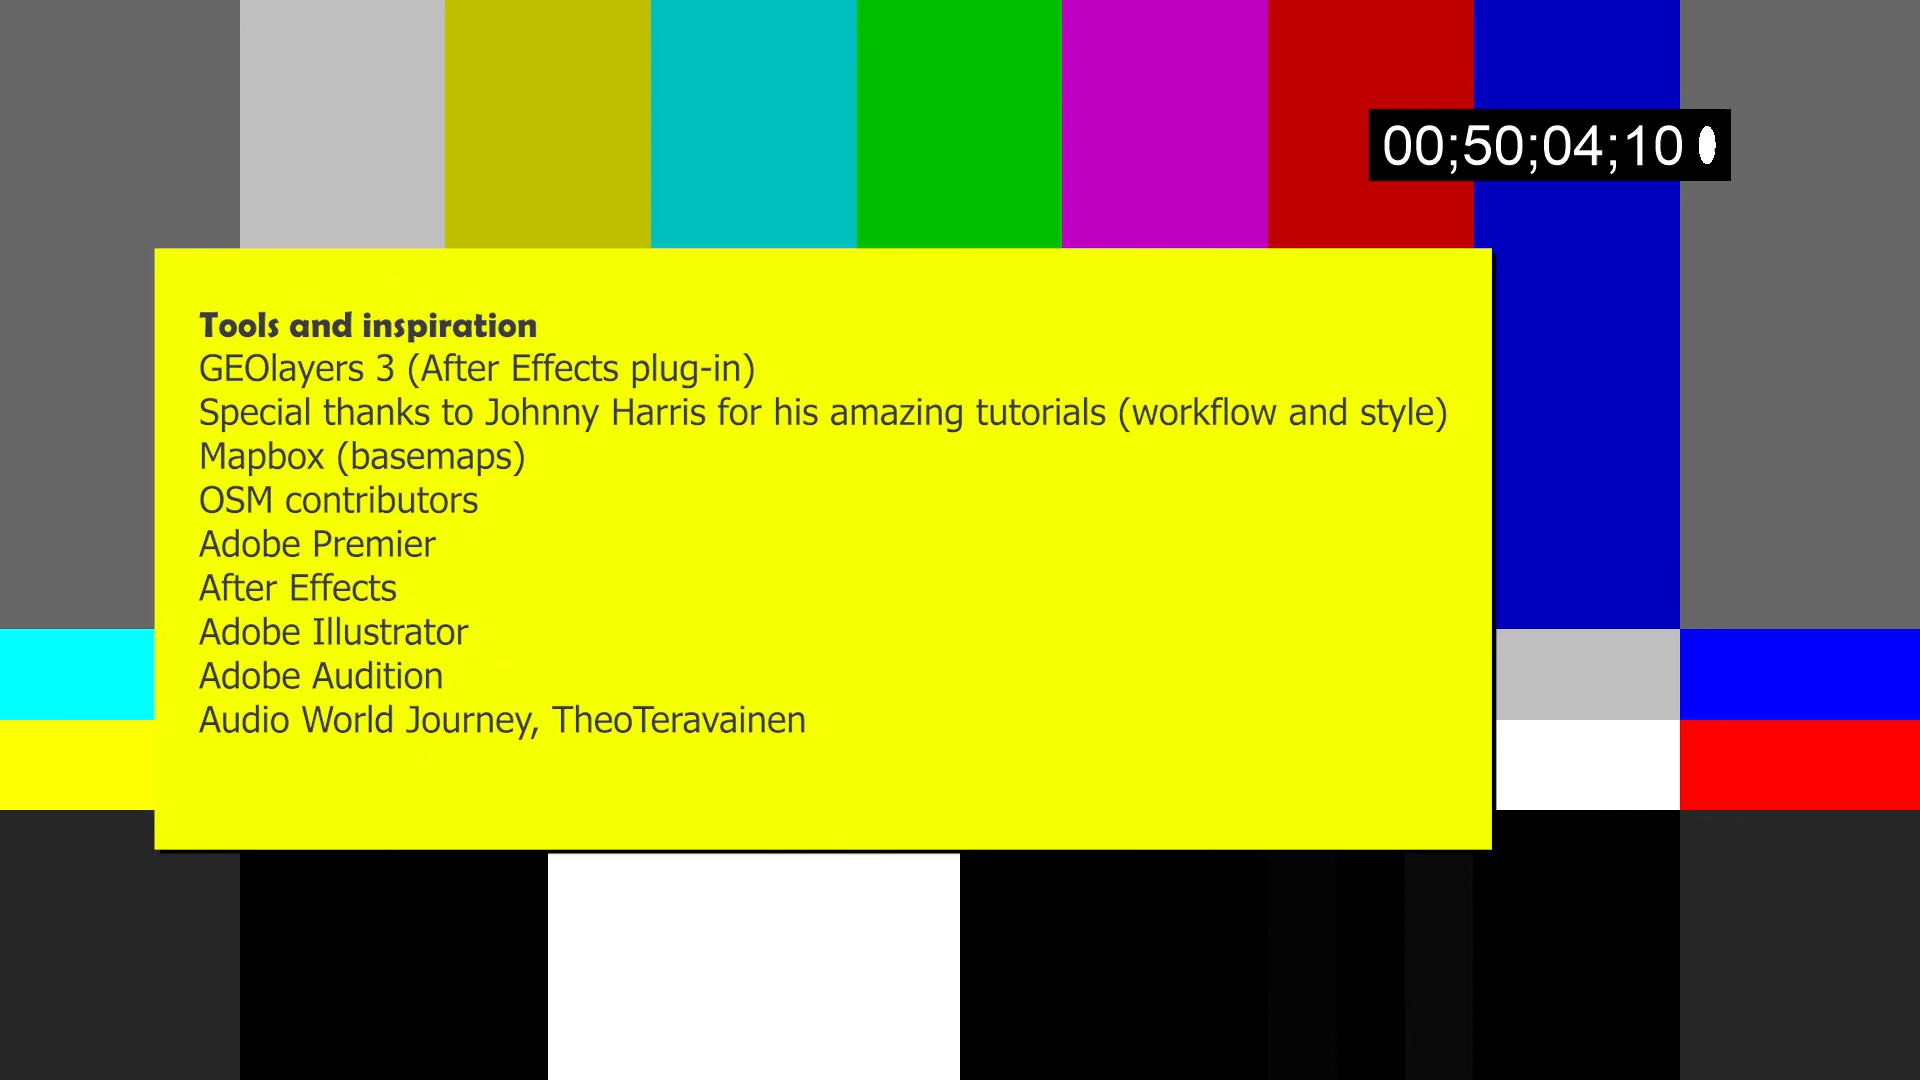 00;50;04;10
Tools and inspiration
GEOlayers 3 (After Effects plug-in)
Special thanks to Johnny Harris for his amazing tutorials (workflow and style)
Mapbox (basemaps)
OSM contributors
Adobe Premier
After Effects
Adobe Illustrator
Adobe Audition
Audio World Journey, TheoTeravainen